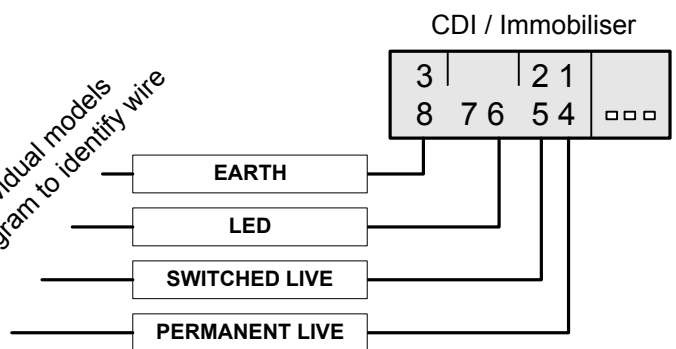 CDI / Immobiliser
3 2 1
8 7 6 5 4
vidual models
gram to identify wire
EARTH
LED
SWITCHED LIVE
PERMANENT LIVE